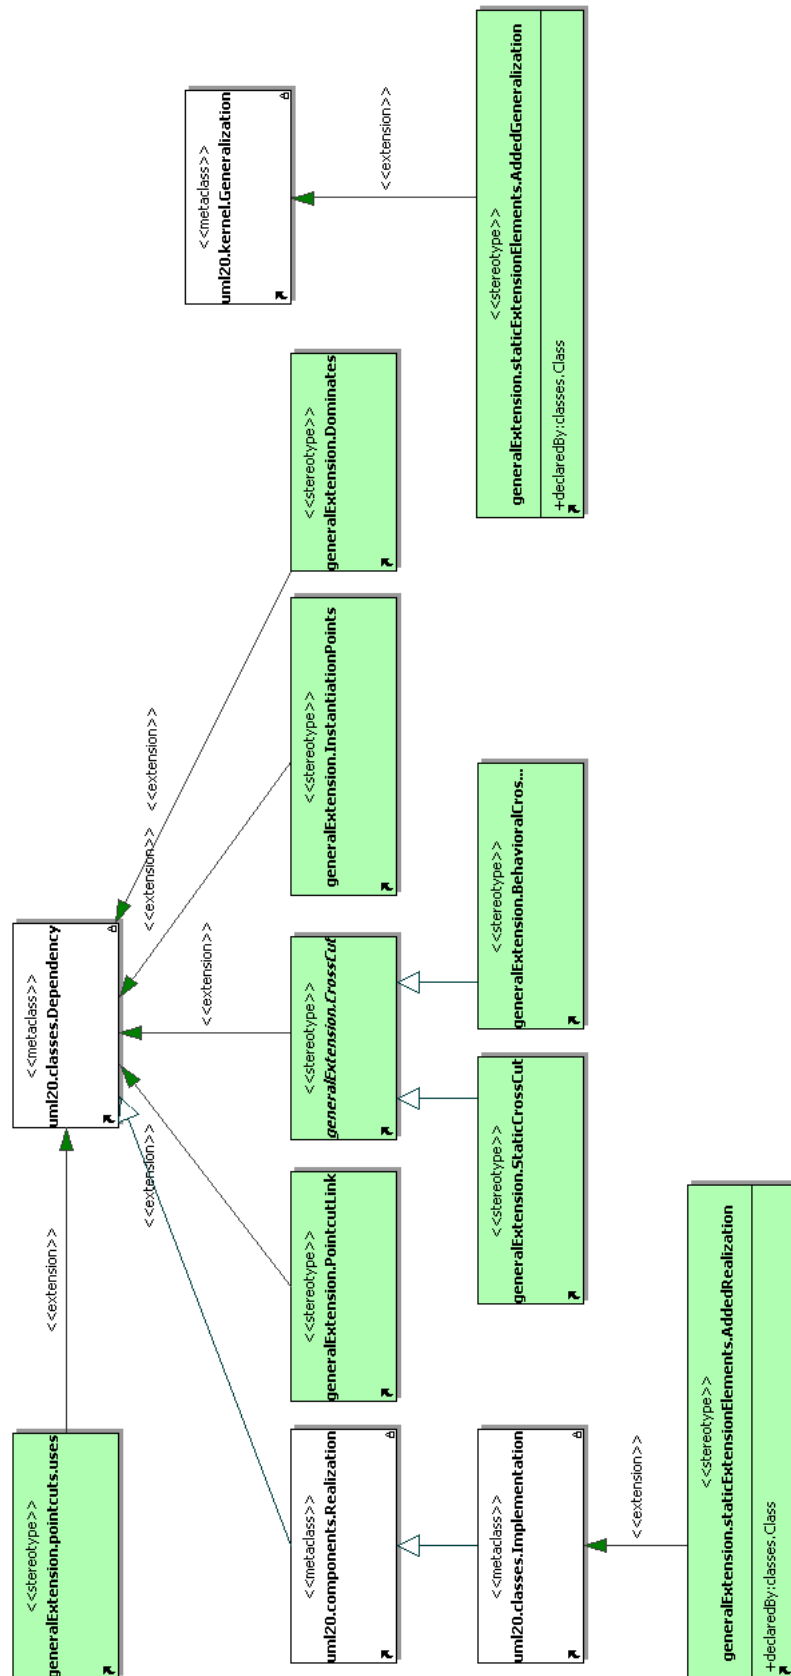 <<stereotype>>
generalExtension.pointcuts.uses
<<extension>>
<<metaclass>>
uml20.classes.Dependency
<<metaclass>>
uml20.kernel.Generalization
<<extension>>
<<extension>>
<<extension>>
<<extension>>
<<extension>>
<<metaclass>>
uml20.components.Realization
<<stereotype>>
generalExtension.PointcutLink
<<stereotype>>
generalExtension.CrossCut
<<stereotype>>
generalExtension.InstantiationPoints
<<stereotype>>
generalExtension.Dominates
<<metaclass>>
uml20.classes.Implementation
<<stereotype>>
generalExtension.StaticCrossCut
<<stereotype>>
generalExtension.BehavioralCros...
<<stereotype>>
generalExtension.staticExtensionElements.AddedGeneralization
+declaredBy:classes.Class
<<extension>>
<<stereotype>>
generalExtension.staticExtensionElements.AddedRealization
+declaredBy:classes.Class